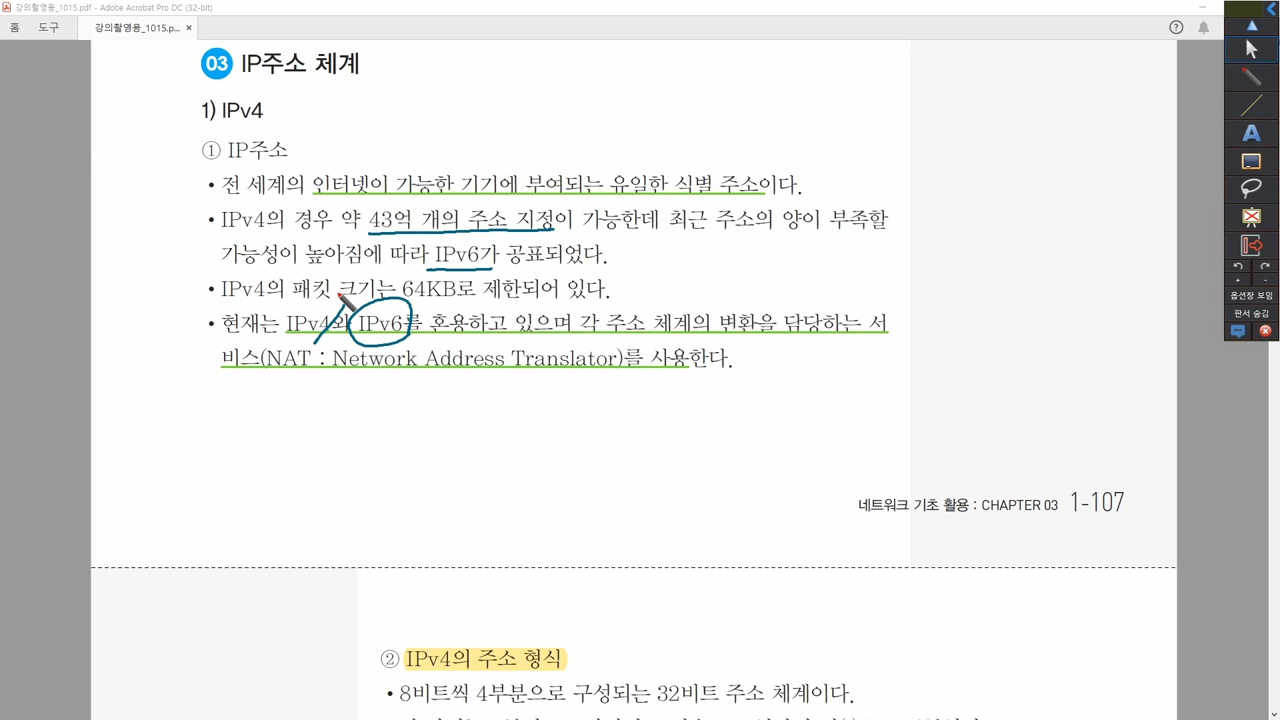 강의촬영용_1015.pdf - Adobe Acrobat Pro DC (32-bit)
홈 도구 강의촬영용_1015.p... ×
03 IP주소 체계
1) IPv4
① IP주소
• 전 세계의 인터넷이 가능한 기기에 부여되는 유일한 식별 주소이다.
• IPv4의 경우 약 43억 개의 주소 지정이 가능한데 최근 주소의 양이 부족할
가능성이 높아짐에 따라 IPv6가 공표되었다.
• IPv4의 패킷 크기는 64KB로 제한되어 있다.
• 현재는 IPv4와 IPv6를 혼용하고 있으며 각 주소 체계의 변환을 담당하는 서
비스(NAT : Network Address Translator)를 사용한다.
네트워크 기초 활용 : CHAPTER 03 1-107
② IPv4의 주소 형식
• 8비트씩 4부분으로 구성되는 32비트 주소 체계이다.
A
옵션장 보임
판서 숨김